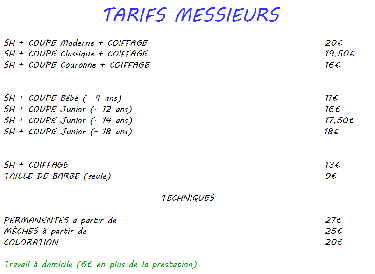 TARIFS MESSIEURS
SH + COUPE Moderne + COIFFAGE 20€
SH + COUPE Classique + COIFFAGE 19,50€
SH + COUPE Couronne + COIFFAGE 16€
SH + COUPE Bébé (- 4 ans) 11€
SH + COUPE Junior (- 12 ans) 16€
SH + COUPE Junior (- 14 ans) 17,50€
SH + COUPE Junior (- 18 ans) 18€
SH + COIFFAGE 13€
TAILLE DE BARBE (seule) 9€
TECHNIQUES
PERMANENTES à partir de 27€
MÈCHES à partir de 25€
COLORATION 20€
Travail à domicile (6€ en plus de la prestation)